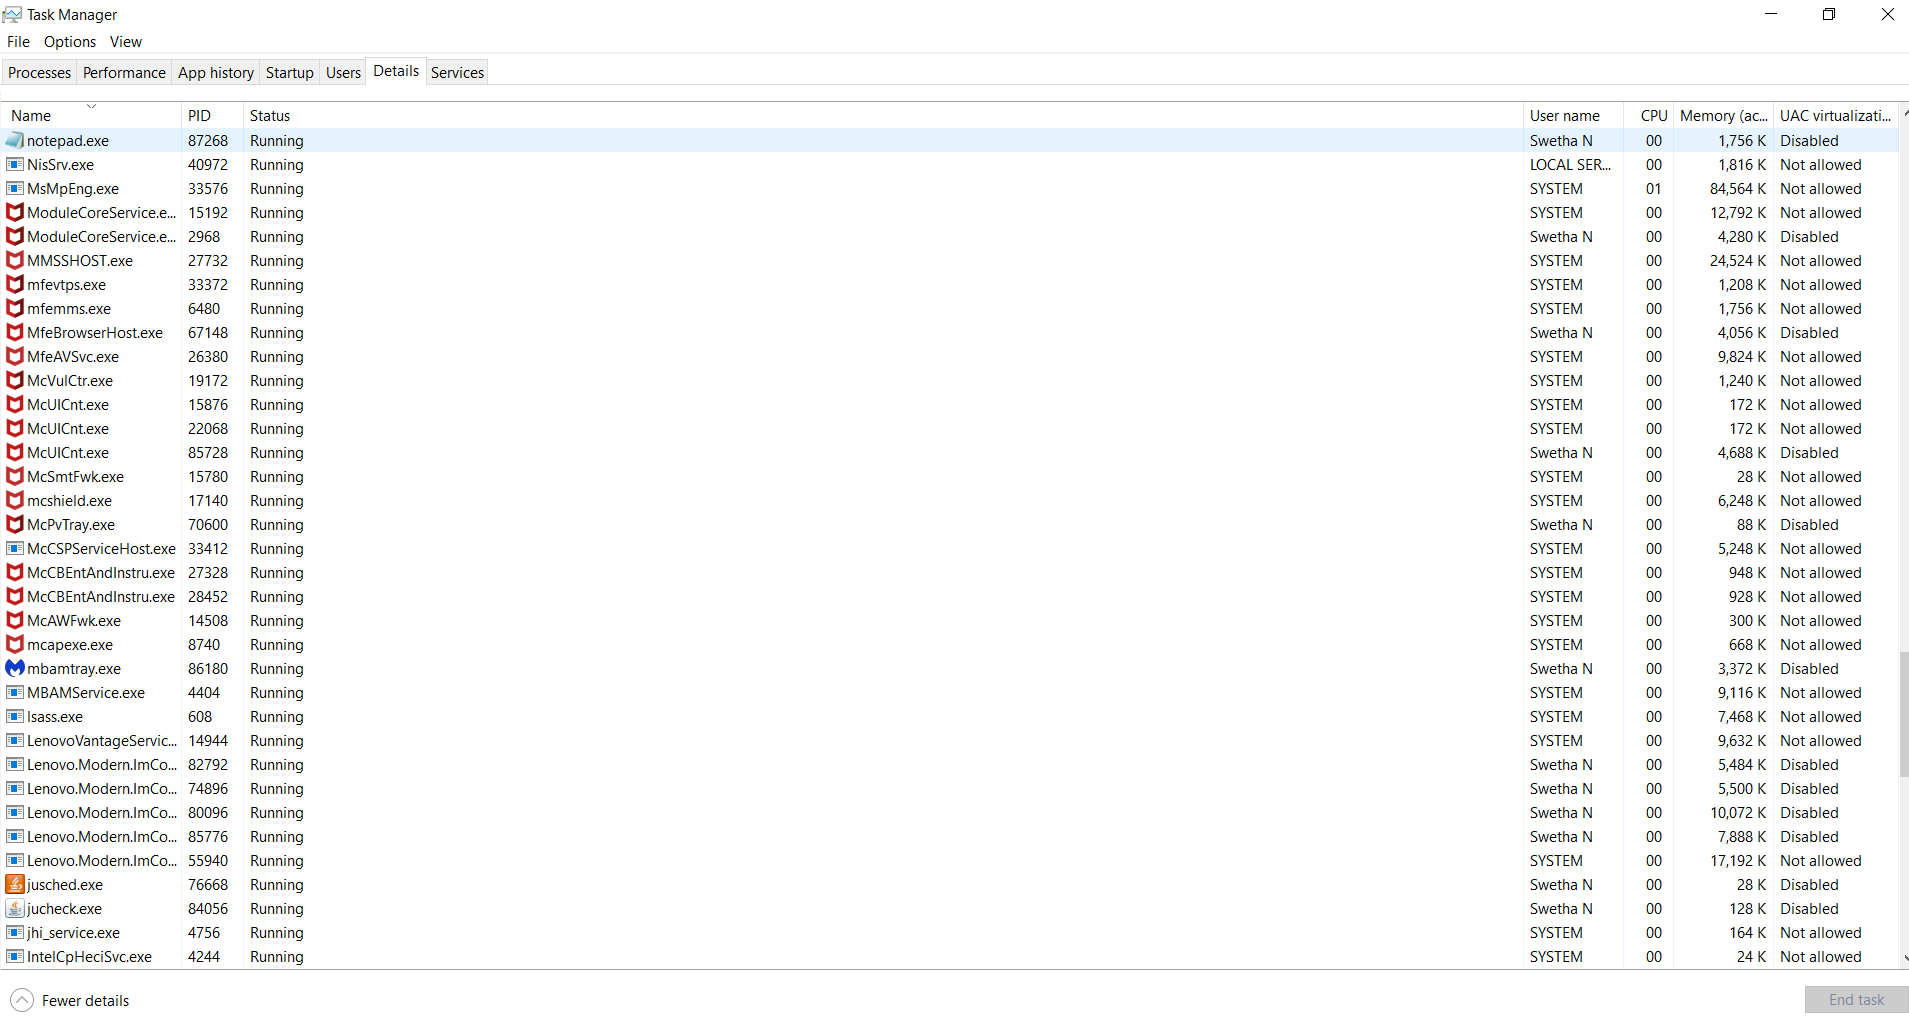 Task Manager
File Options View
Processes Performance App history Startup Users Details Services
Name PID Status User name CPU Memory (ac... UAC virtualizati...
notepad.exe 87268 Running Swetha N 00 1,756 K Disabled
NisSrv.exe 40972 Running LOCAL SER... 00 1,816 K Not allowed
MsMpEng.exe 33576 Running SYSTEM 01 84,564 K Not allowed
ModuleCoreService.e... 15192 Running SYSTEM 00 12,792 K Not allowed
ModuleCoreService.e... 2968 Running Swetha N 00 4,280 K Disabled
MMSSHOST.exe 27732 Running SYSTEM 00 24,524 K Not allowed
mfevtps.exe 33372 Running SYSTEM 00 1,208 K Not allowed
mfemms.exe 6480 Running SYSTEM 00 1,756 K Not allowed
MfeBrowserHost.exe 67148 Running Swetha N 00 4,056 K Disabled
MfeAVSvc.exe 26380 Running SYSTEM 00 9,824 K Not allowed
McVulCtr.exe 19172 Running SYSTEM 00 1,240 K Not allowed
McUICnt.exe 15876 Running SYSTEM 00 172 K Not allowed
McUICnt.exe 22068 Running SYSTEM 00 172 K Not allowed
McUICnt.exe 85728 Running Swetha N 00 4,688 K Disabled
McSmtFwk.exe 15780 Running SYSTEM 00 28 K Not allowed
mcshield.exe 17140 Running SYSTEM 00 6,248 K Not allowed
McPvTray.exe 70600 Running Swetha N 00 88 K Disabled
McCSPServiceHost.exe 33412 Running SYSTEM 00 5,248 K Not allowed
McCBEntAndInstru.exe 27328 Running SYSTEM 00 948 K Not allowed
McCBEntAndInstru.exe 28452 Running SYSTEM 00 928 K Not allowed
McAWFwk.exe 14508 Running SYSTEM 00 300 K Not allowed
mcapexe.exe 8740 Running SYSTEM 00 668 K Not allowed
mbamtray.exe 86180 Running Swetha N 00 3,372 K Disabled
MBAMService.exe 4404 Running SYSTEM 00 9,116 K Not allowed
lsass.exe 608 Running SYSTEM 00 7,468 K Not allowed
LenovoVantageServic... 14944 Running SYSTEM 00 9,632 K Not allowed
Lenovo.Modern.ImCo... 82792 Running Swetha N 00 5,484 K Disabled
Lenovo.Modern.ImCo... 74896 Running Swetha N 00 5,500 K Disabled
Lenovo.Modern.ImCo... 80096 Running Swetha N 00 10,072 K Disabled
Lenovo.Modern.ImCo... 85776 Running Swetha N 00 7,888 K Disabled
Lenovo.Modern.ImCo... 55940 Running SYSTEM 00 17,192 K Not allowed
jusched.exe 76668 Running Swetha N 00 28 K Disabled
jucheck.exe 84056 Running Swetha N 00 128 K Disabled
jhi_service.exe 4756 Running SYSTEM 00 164 K Not allowed
IntelCpHeciSvc.exe 4244 Running SYSTEM 00 24 K Not allowed
Fewer details End task